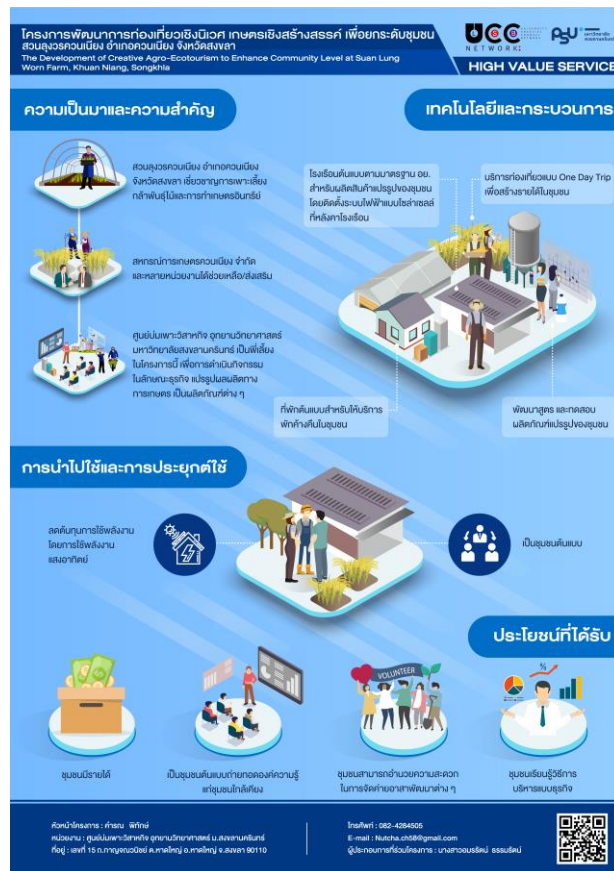 โครงการพัฒนาการท่องเที่ยวเชิงนิเวศ เกษตรเชิงสร้างสรรค์ เพื่อยกระดับชุมชน
สวนลุงวรควนเนียง อำเภอควนเนียง จังหวัดสงขลา
The Development of Creative Agro-Ecotourism to Enhance Community Level at Suan Lung
Worn Farm, Khuan Niang, Songkhla
UCC
NETWORK
PSU
HIGH VALUE SERVICE
ความเป็นมาและความสำคัญ
สวนลุงวรควนเนียง อำเภอควนเนียง
จังหวัดสงขลา เชี่ยวชาญการเพาะเลี้ยง
กล้าพันธุ์ไม้และการทำเกษตรอินทรีย์
สหกรณ์การเกษตรควนเนียง จำกัด
และหลายหน่วยงานได้ช่วยเหลือ/ส่งเสริม
ศูนย์บ่มเพาะวิสาหกิจ อุทยานวิทยาศาสตร์
มหาวิทยาลัยสงขลานครินทร์ เป็นพี่เลี้ยง
ในโครงการนี้ เพื่อการดำเนินกิจกรรม
ในลักษณะธุรกิจ แปรรูปผลผลิตทาง
การเกษตร เป็นผลิตภัณฑ์ต่าง ๆ
เทคโนโลยีและกระบวนการ
โรงเรือนต้นแบบตามมาตรฐาน อย.
สำหรับผลิตสินค้าแปรรูปของชุมชน
โดยติดตั้งระบบไฟฟ้าแบบโซล่าเซลล์
ที่หลังคาโรงเรือน
บริการท่องเที่ยวแบบ One Day Trip
เพื่อสร้างรายได้ในชุมชน
ที่พักต้นแบบสำหรับให้บริการ
พักค้างคืนในชุมชน
พัฒนาสูตร และทดสอบ
ผลิตภัณฑ์แปรรูปของชุมชน
การนำไปใช้และการประยุกต์ใช้
ลดต้นทุนการใช้พลังงาน
โดยการใช้พลังงาน
แสงอาทิตย์
เป็นชุมชนต้นแบบ
ประโยชน์ที่ได้รับ
VOLUNTEER
ชุมชนมีรายได้
เป็นชุมชนต้นแบบถ่ายทอดองค์ความรู้
แก่ชุมชนใกล้เคียง
ชุมชนสามารถอำนวยความสะดวก
ในการจัดค่ายอาสาพัฒนาต่าง ๆ
ชุมชนเรียนรู้วิธีการ
บริหารแบบธุรกิจ
หัวหน้าโครงการ : คำรณ พิทักษ์
หน่วยงาน : ศูนย์บ่มเพาะวิสาหกิจ อุทยานวิทยาศาสตร์ ม.สงขลานครินทร์
ที่อยู่ : เลขที่ 15 ถ.กาญจนวณิชย์ ต.หาดใหญ่ อ.หาดใหญ่ จ.สงขลา 90110
โทรศัพท์ : 082-4284505
E-mail : Nutcha.ch58@gmail.com
ผู้ประกอบการที่ร่วมโครงการ : นางสาวอมรรัตน์ ธรรมรัตน์